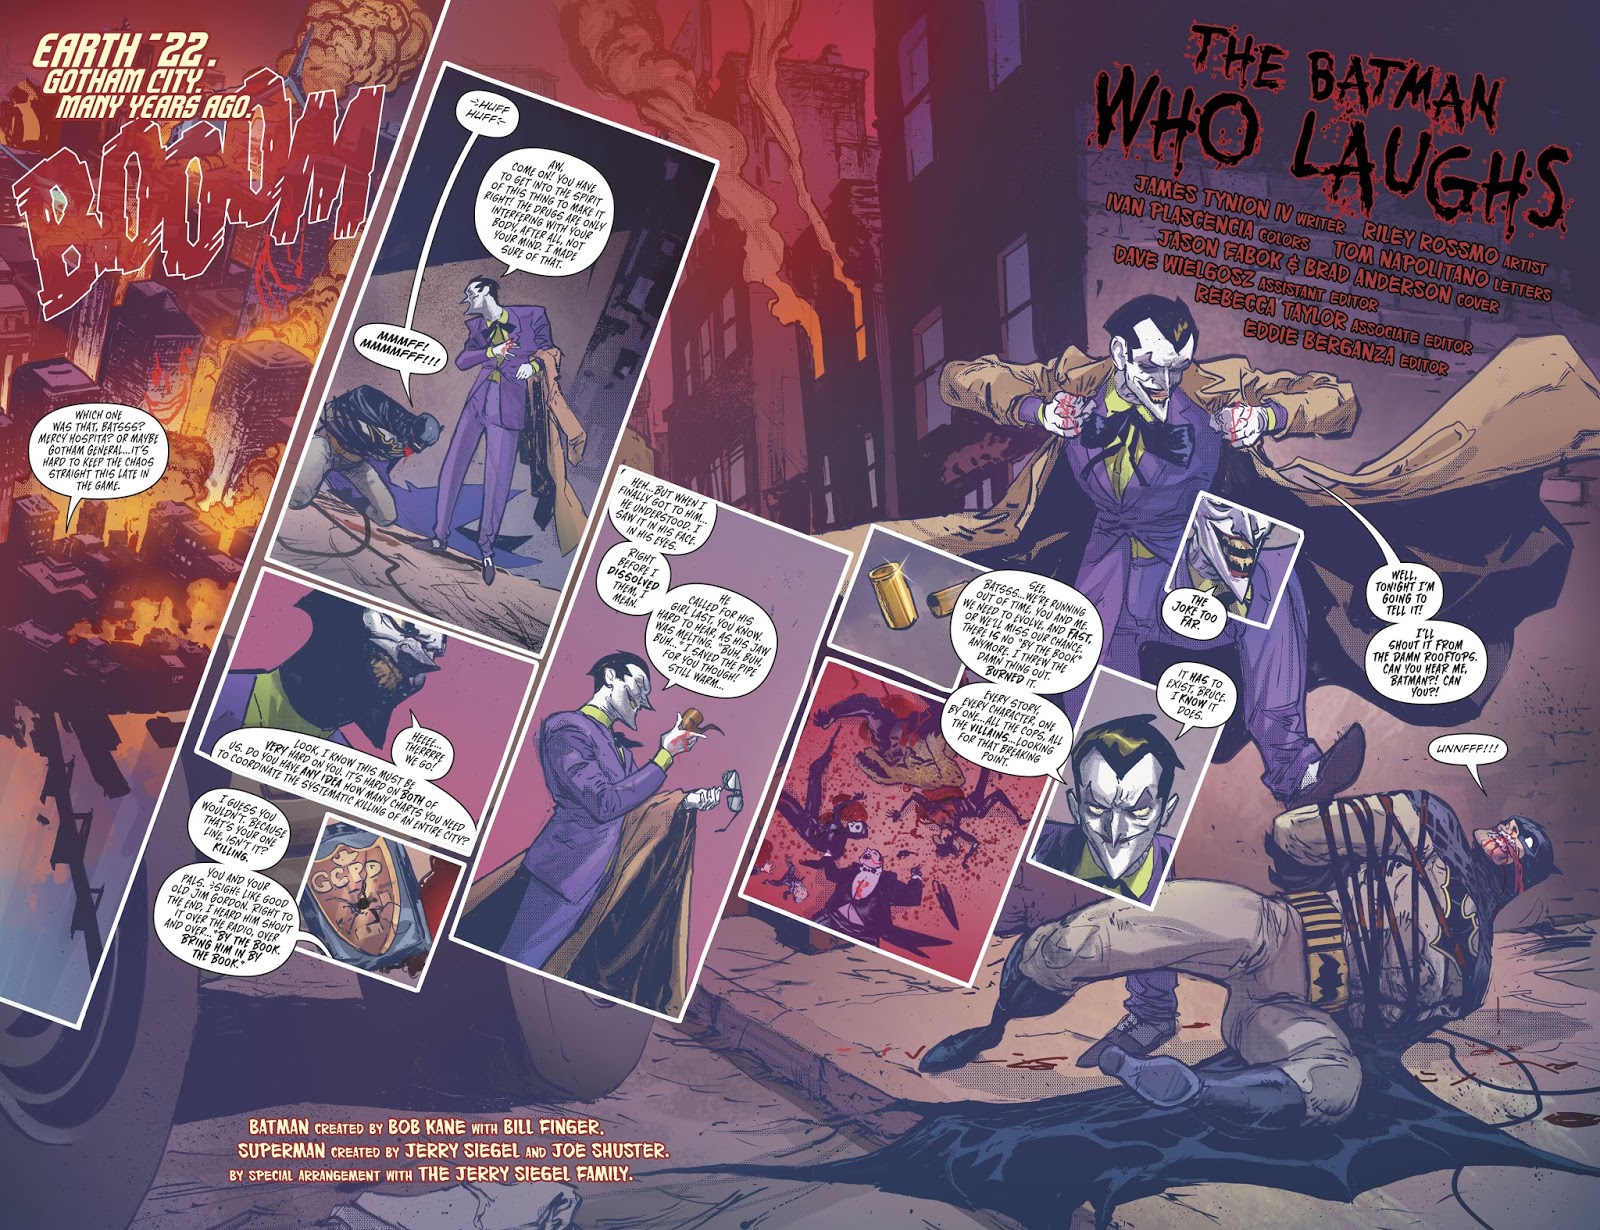 EARTH -22.
GOTHAM CITY.
MANY YEARS AGO.
BOOOM
WHICH ONE
WAS THAT, BATSSS?
MERCY HOSPITA? OR MAYBE
GOTHAM GENERAL...IT'S
HARD TO KEEP THE CHAOS
STRAIGHT THIS LATE IN
THE GAME.
HUFF
HUFF
AW,
COME ON! YOU HAVE
TO GET INTO THE SPIRIT
OF THIS THING TO MAKE IT
RIGHT! THE DRUGS ARE ONLY
INTERFERING WITH YOUR
BODY, AFTER ALL, NOT
YOUR MIND. I MADE
SURE OF THAT.
MMMFF!
MMMMFFF!!!
HEEEE...
THERRRE
WE GO!
LOOK, I KNOW THIS MUST BE
VERY HARD ON YOU. IT'S HARD ON BOTH OF
US. DO YOU HAVE ANY IDEA HOW MANY CHARTS YOU NEED
TO COORDINATE THE SYSTEMATIC KILLING OF AN ENTIRE CITY?
I GUESS YOU
WOULDN'T. BECAUSE
THAT'S YOUR ONE
LINE, ISN'T IT?
KILLING.
YOU AND YOUR
PALS. >SIGH< LIKE GOOD
OLD JIM GORDON. RIGHT TO
THE END, I HEARD HIM SHOUT
IT OVER THE RADIO, OVER
AND OVER..."BY THE BOOK.
BRING HIM IN BY
THE BOOK."
GCPD
HEH...BUT WHEN I
FINALLY GOT TO HIM...
HE UNDERSTOOD. I
SAW IT IN HIS FACE.
IN HIS EYES.
RIGHT
BEFORE I
DISSOLVED
THEM, I
MEAN.
HE
CALLED FOR HIS
GIRL LAST, YOU KNOW.
HARD TO HEAR AS HIS JAW
WAS MELTING. "BUH, BUH,
BUH..." I SAVED THE PIPE
FOR YOU THOUGH!
STILL WARM...
SEE,
BATSSS...WE'RE RUNNING
OUT OF TIME, YOU AND ME.
WE NEED TO EVOLVE, AND FAST,
OR WE'LL MISS OUR CHANCE.
THERE IS NO "BY THE BOOK"
ANYMORE. I THREW THE
DAMN THING OUT.
BURNED IT.
EVERY STORY,
EVERY CHARACTER. ONE
BY ONE...ALL THE COPS, ALL
THE VILLAINS...LOOKING
FOR THAT BREAKING
POINT.
IT HAS TO
EXIST, BRUCE.
I KNOW IT
DOES.
THE
JOKE TOO
FAR.
WELL,
TONIGHT I'M
GOING TO
TELL IT!
I'LL
SHOUT IT FROM
THE DAMN ROOFTOPS.
CAN YOU HEAR ME,
BATMAN?! CAN
YOU?!
UNNFFF!!!
THE BATMAN
WHO LAUGHS
JAMES TYNION IV WRITER RILEY ROSSMO ARTIST
IVAN PLASCENCIA COLORS TOM NAPOLITANO LETTERS
JASON FABOK & BRAD ANDERSON COVER
DAVE WIELGOSZ ASSISTANT EDITOR
REBECCA TAYLOR ASSOCIATE EDITOR
EDDIE BERGANZA EDITOR
BATMAN CREATED BY BOB KANE WITH BILL FINGER.
SUPERMAN CREATED BY JERRY SIEGEL AND JOE SHUSTER.
BY SPECIAL ARRANGEMENT WITH THE JERRY SIEGEL FAMILY.